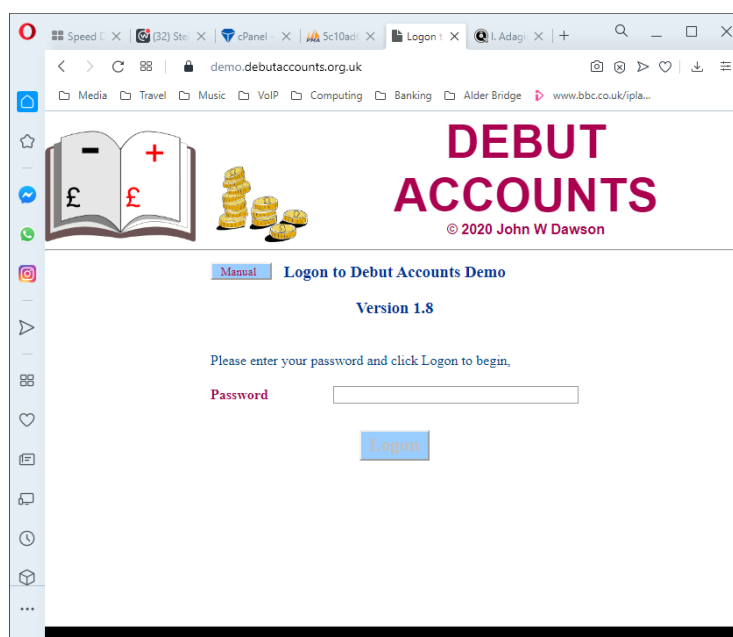 Speed D
(32) Ste
cPanel -
5c10ad
Logon t
I. Adagi
demo.debutaccounts.org.uk
Media Travel Music VoIP Computing Banking Alder Bridge www.bbc.co.uk/ipla...
- +
£ £
DEBUT
ACCOUNTS
© 2020 John W Dawson
Manual Logon to Debut Accounts Demo
Version 1.8
Please enter your password and click Logon to begin,
Password
Logon